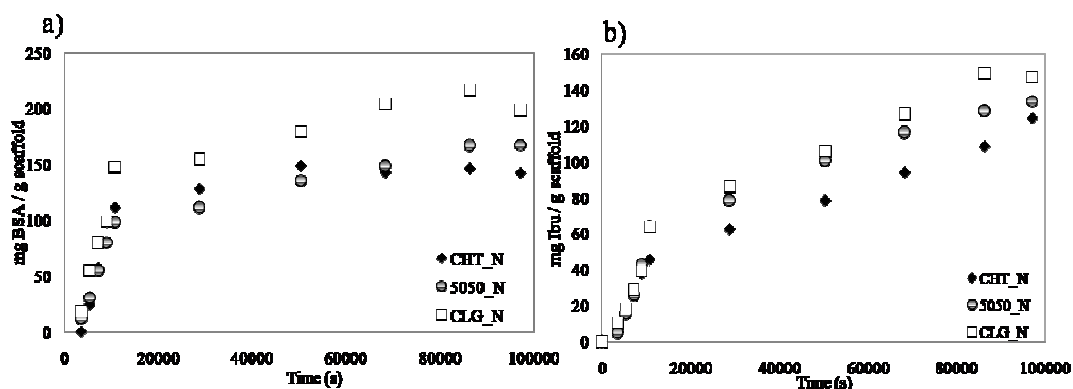 a)
250
200
150
100
50
0
mg BSA / g scaffold
0 20000 40000 60000 80000 100000
Time (s)
CHT_N
5050_N
CLG_N
b)
160
140
120
100
80
60
40
20
0
mg Ibu / g scaffold
0 20000 40000 60000 80000 100000
Time (s)
CHT_N
5050_N
CLG_N